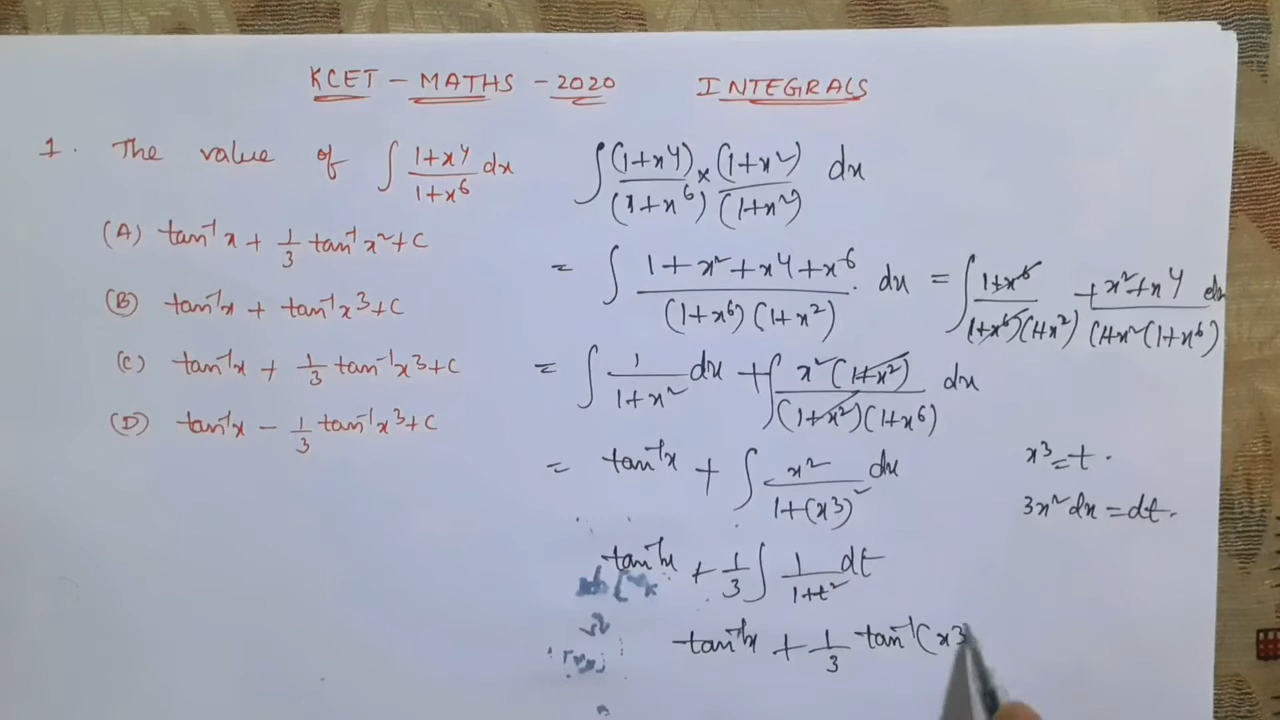 KCET - MATHS - 2020 INTEGRALS
1. The value of ∫ (1+x⁴)/(1+x⁶) dx
(A) tan⁻¹x + 1/3 tan⁻¹x² + C
(B) tan⁻¹x + tan⁻¹x³ + C
(C) tan⁻¹x + 1/3 tan⁻¹x³ + C
(D) tan⁻¹x - 1/3 tan⁻¹x³ + C
∫ (1+x⁴)/(1+x⁶) × (1+x²)/(1+x²) dx
= ∫ (1+x²+x⁴+x⁶)/((1+x⁶)(1+x²)) . dx = ∫ (1+x⁶)/((1+x⁶)(1+x²)) + (x²+x⁴)/((1+x²(1+x⁶)) dx
= ∫ 1/(1+x²) dx + ∫ x²(1+x²)/((1+x²)(1+x⁶)) dx
= tan⁻¹x + ∫ x²/(1+(x³)²) dx
x³ = t .
3x² dx = dt .
tan⁻¹x + 1/3 ∫ 1/(1+t²) dt
tan⁻¹x + 1/3 tan⁻¹(x³